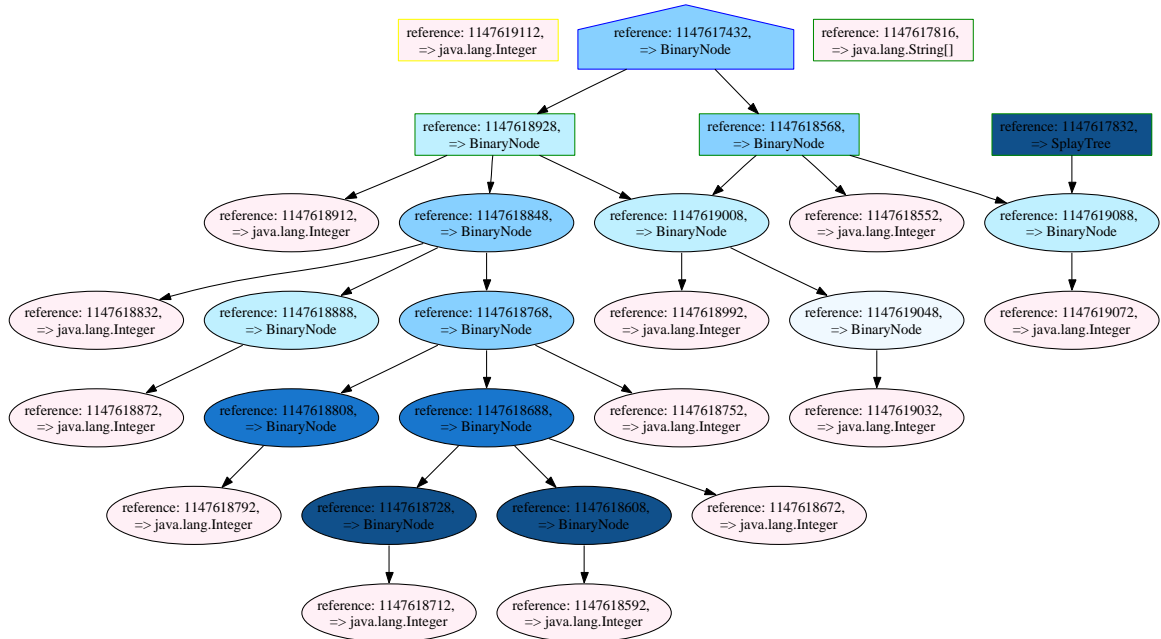 reference: 1147619112,
=> java.lang.Integer
reference: 1147617432,
=> BinaryNode
reference: 1147617816,
=> java.lang.String[]
reference: 1147618928,
=> BinaryNode
reference: 1147618568,
=> BinaryNode
reference: 1147617832,
=> SplayTree
reference: 1147618912,
=> java.lang.Integer
reference: 1147618848,
=> BinaryNode
reference: 1147619008,
=> BinaryNode
reference: 1147618552,
=> java.lang.Integer
reference: 1147619088,
=> BinaryNode
reference: 1147618832,
=> java.lang.Integer
reference: 1147618888,
=> BinaryNode
reference: 1147618768,
=> BinaryNode
reference: 1147618992,
=> java.lang.Integer
reference: 1147619048,
=> BinaryNode
reference: 1147619072,
=> java.lang.Integer
reference: 1147618872,
=> java.lang.Integer
reference: 1147618808,
=> BinaryNode
reference: 1147618688,
=> BinaryNode
reference: 1147618752,
=> java.lang.Integer
reference: 1147619032,
=> java.lang.Integer
reference: 1147618792,
=> java.lang.Integer
reference: 1147618728,
=> BinaryNode
reference: 1147618608,
=> BinaryNode
reference: 1147618672,
=> java.lang.Integer
reference: 1147618712,
=> java.lang.Integer
reference: 1147618592,
=> java.lang.Integer